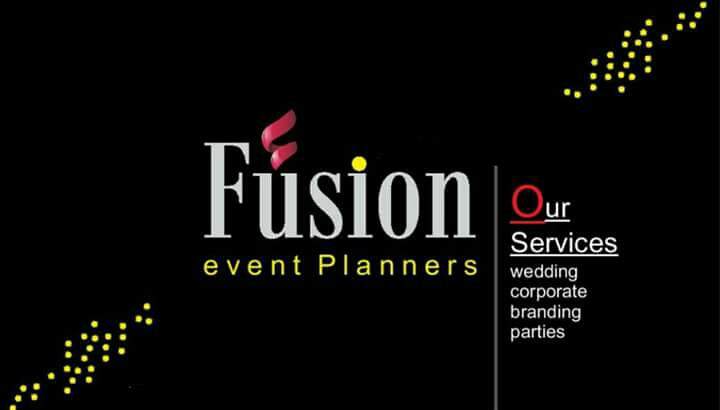 Fusion
event Planners
Our
Services
wedding
corporate
branding
parties